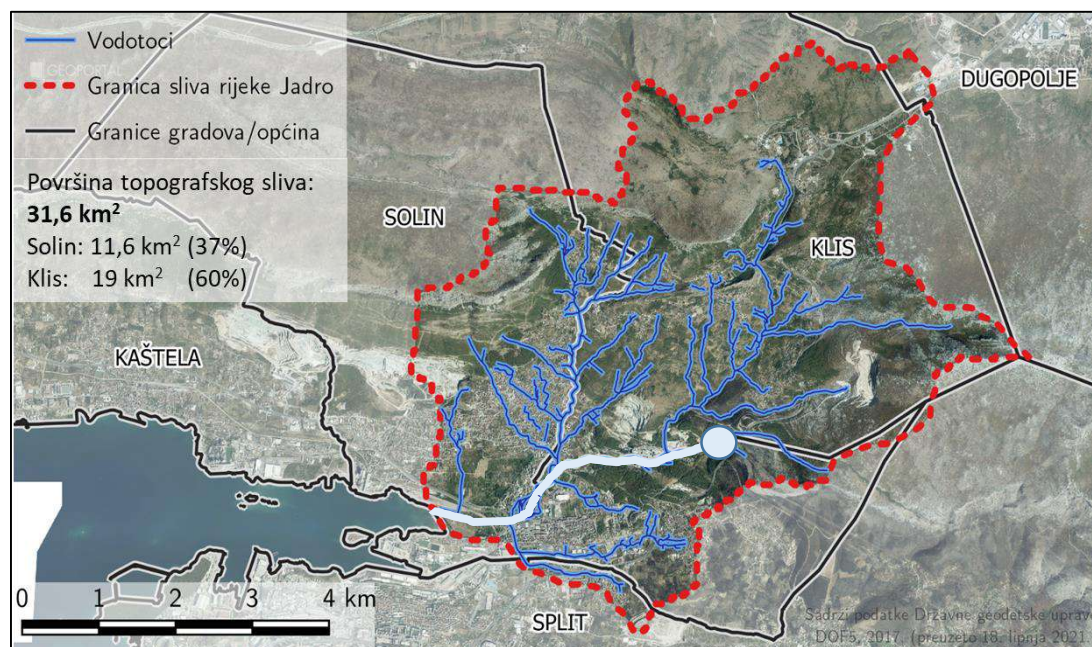 Vodotoci
GEOPORTAL
Granica sliva rijeke Jadro
Granice gradova/općina
Površina topografskog sliva:
31,6 km²
Solin: 11,6 km² (37%)
Klis: 19 km² (60%)
DUGOPOLJE
SOLIN
KLIS
KAŠTELA
0 1 2 3 4 km
SPLIT
Sadrži podatke Državne geodetske uprave
DOF5, 2017. (preuzeto 18. lipnja 2021